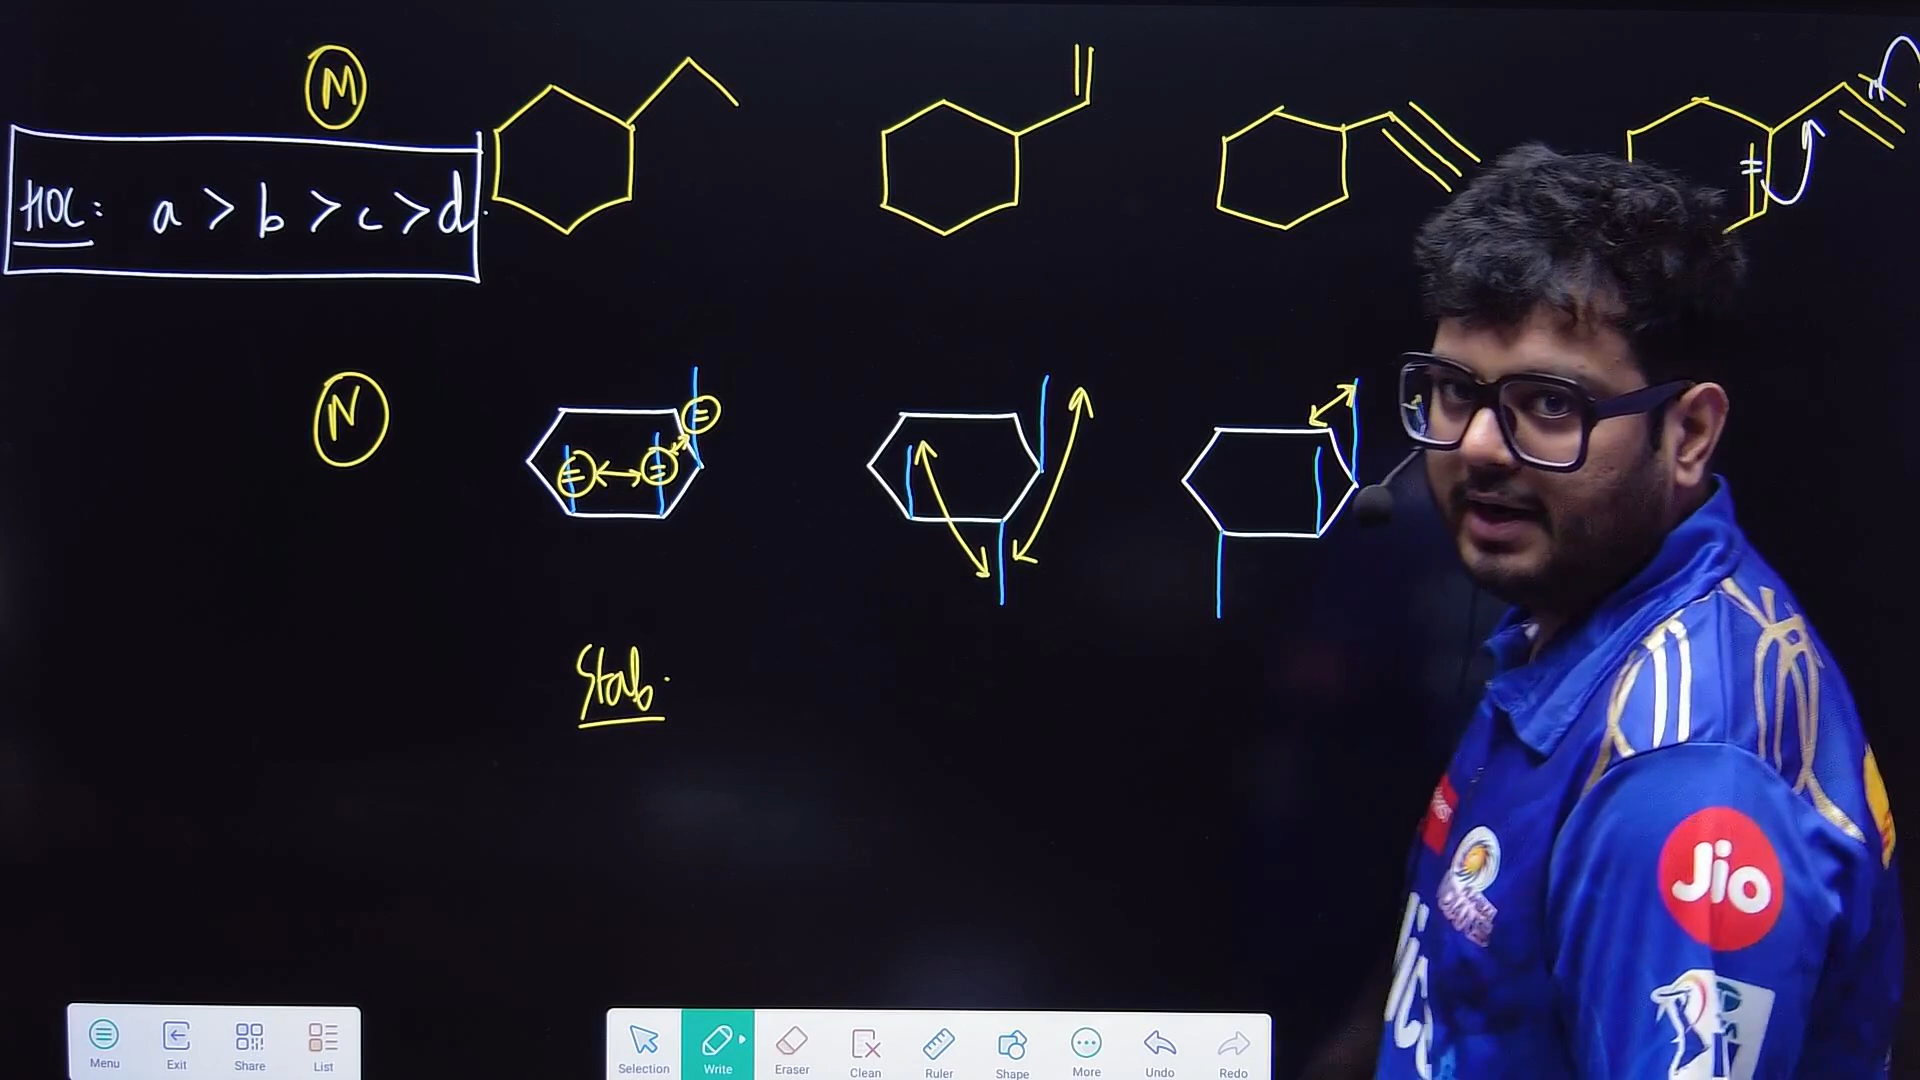 M
HOC: a > b > c > d.
N
Stab.
Jio
Menu
Exit
Share
List
Selection
Write
Eraser
Clean
Ruler
Shape
More
Undo
Redo